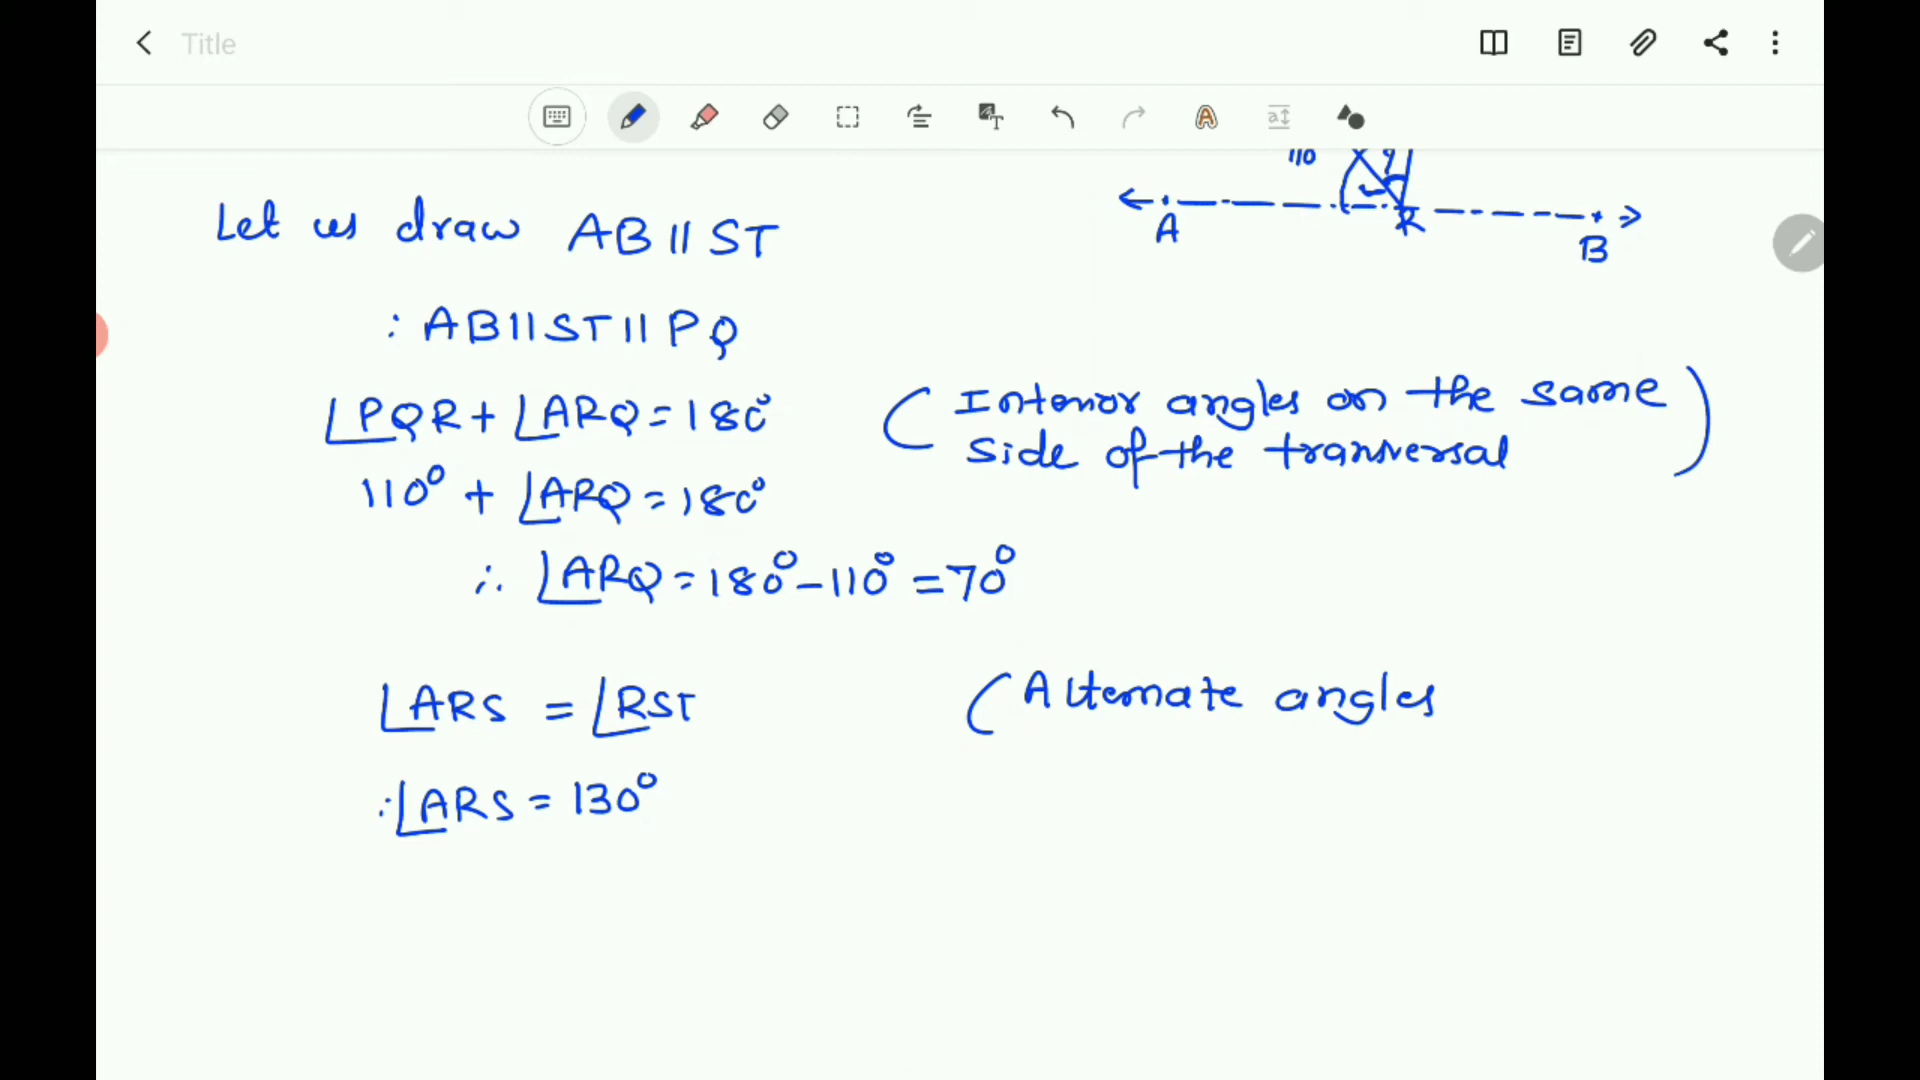 Title
110 y
A R B
Let us draw AB || ST
∴ AB || ST || PQ
∠PQR + ∠ARQ = 180°
(Interior angles on the same
side of the tranversal)
110° + ∠ARQ = 180°
∴ ∠ARQ = 180° - 110° = 70°
∠ARS = ∠RST
(Alternate angles
∴ ∠ARS = 130°